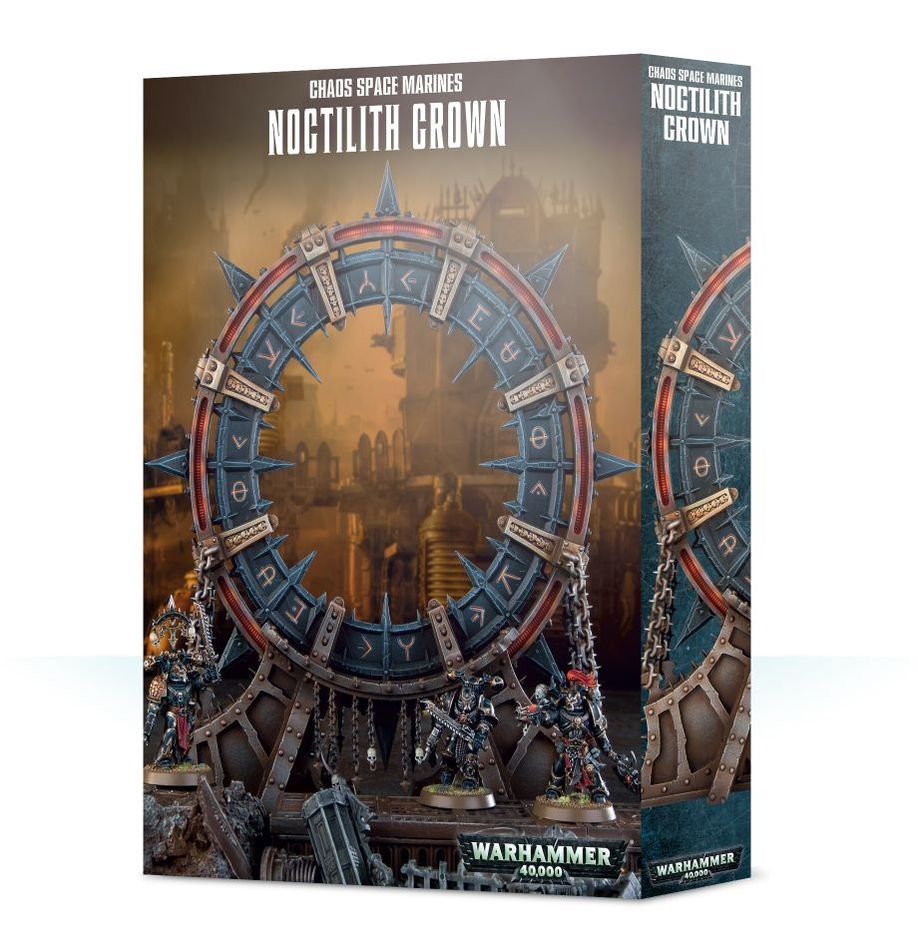 CHAOS SPACE MARINES
NOCTILITH CROWN
WARHAMMER
40,000
CHAOS SPACE MARINES
NOCTILITH
CROWN
WARHAMMER
40,000